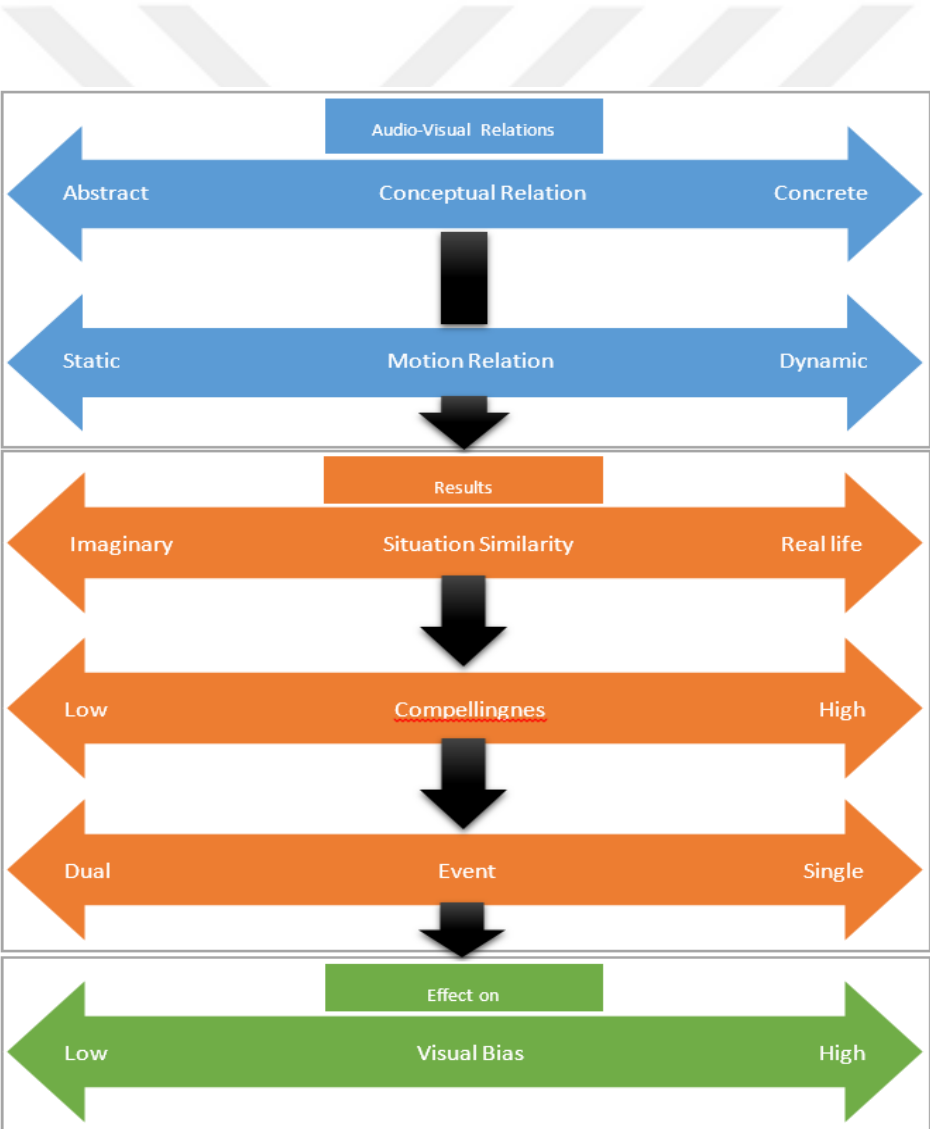 Audio-Visual Relations
Abstract Conceptual Relation Concrete
Static Motion Relation Dynamic
Results
Imaginary Situation Similarity Real life
Low Compellingnes High
Dual Event Single
Effect on
Low Visual Bias High